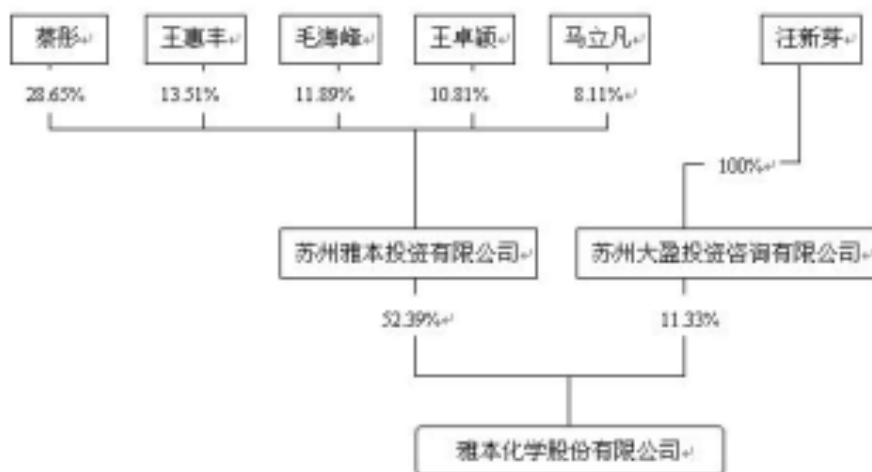 蔡彤
王惠丰
毛海峰
王卓颖
马立凡
汪新芽
28.65%
13.51%
11.89%
10.81%
8.11%
100%
苏州雅本投资有限公司
苏州大盈投资咨询有限公司
52.39%
11.33%
雅本化学股份有限公司